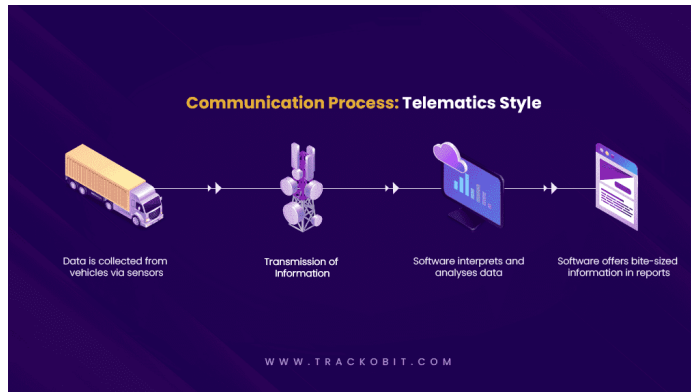 Communication Process: Telematics Style
Data is collected from
vehicles via sensors
Transmission of
Information
Software interprets and
analyses data
Software offers bite-sized
information in reports
WWW.TRACKOBIT.COM